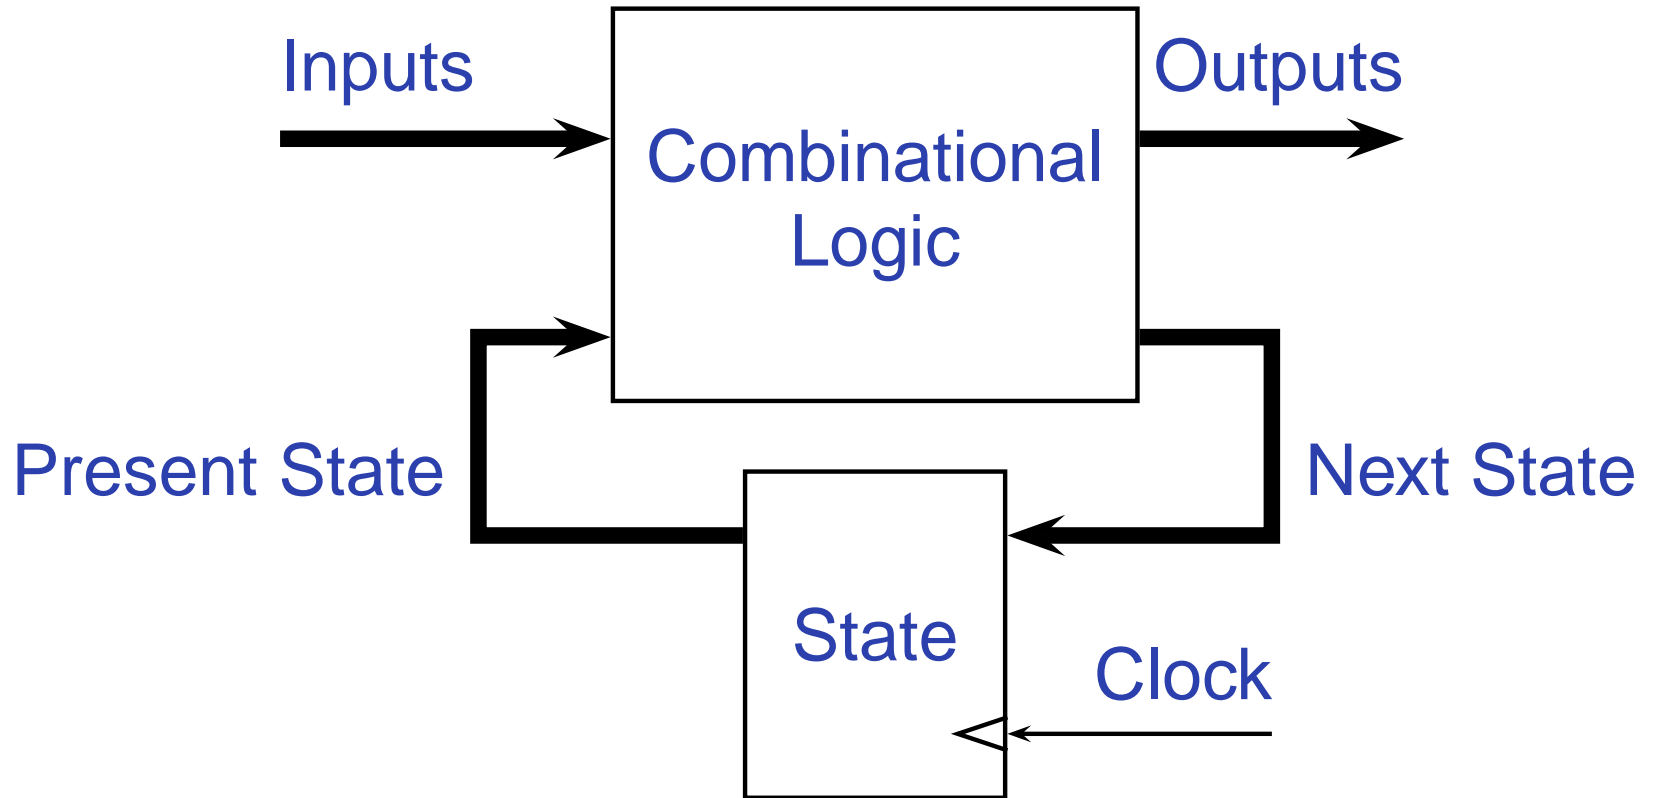 Inputs
Outputs
Combinational
Logic
Present State
Next State
State
Clock